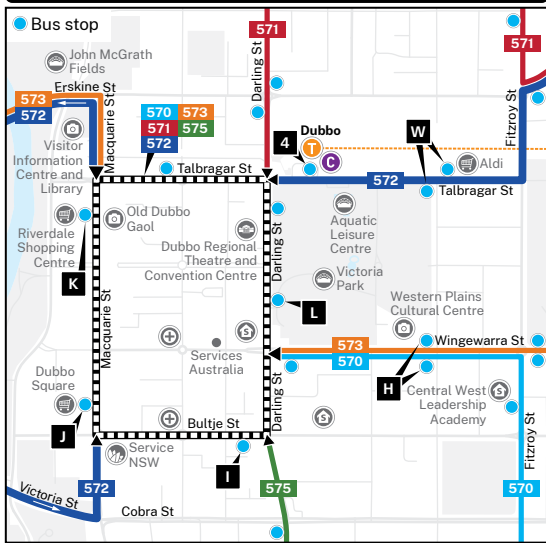 Bus stop
571
571
John McGrath
Fields
Erskine St
573
572
Macquarie St
Darling St
Fitzroy St
570 573
571 575
572
4
Dubbo
T
C
W
Aldi
Visitor
Information
Centre and
Library
Talbragar St
572
Talbragar St
Old Dubbo
Gaol
Riverdale
Shopping
Centre
K
Dubbo Regional
Theatre and
Convention Centre
Darling St
Aquatic
Leisure
Centre
Victoria
Park
L
Western Plains
Cultural Centre
Macquarie St
S
Services
Australia
573
570
Wingewarra St
H
Dubbo
Square
J
Darling St
S
Central West
Leadership
Academy
S
Bultje St
Service
NSW
I
Fitzroy St
Victoria St
572
575
570
Cobra St